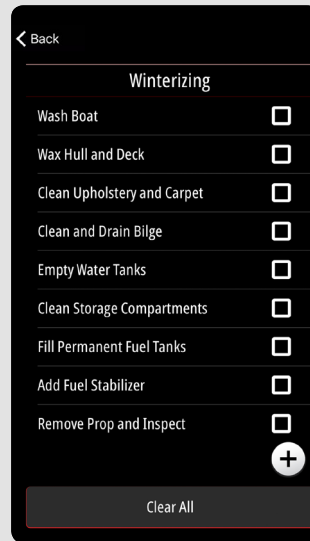 Back
Winterizing
Wash Boat
Wax Hull and Deck
Clean Upholstery and Carpet
Clean and Drain Bilge
Empty Water Tanks
Clean Storage Compartments
Fill Permanent Fuel Tanks
Add Fuel Stabilizer
Remove Prop and Inspect
+
Clear All